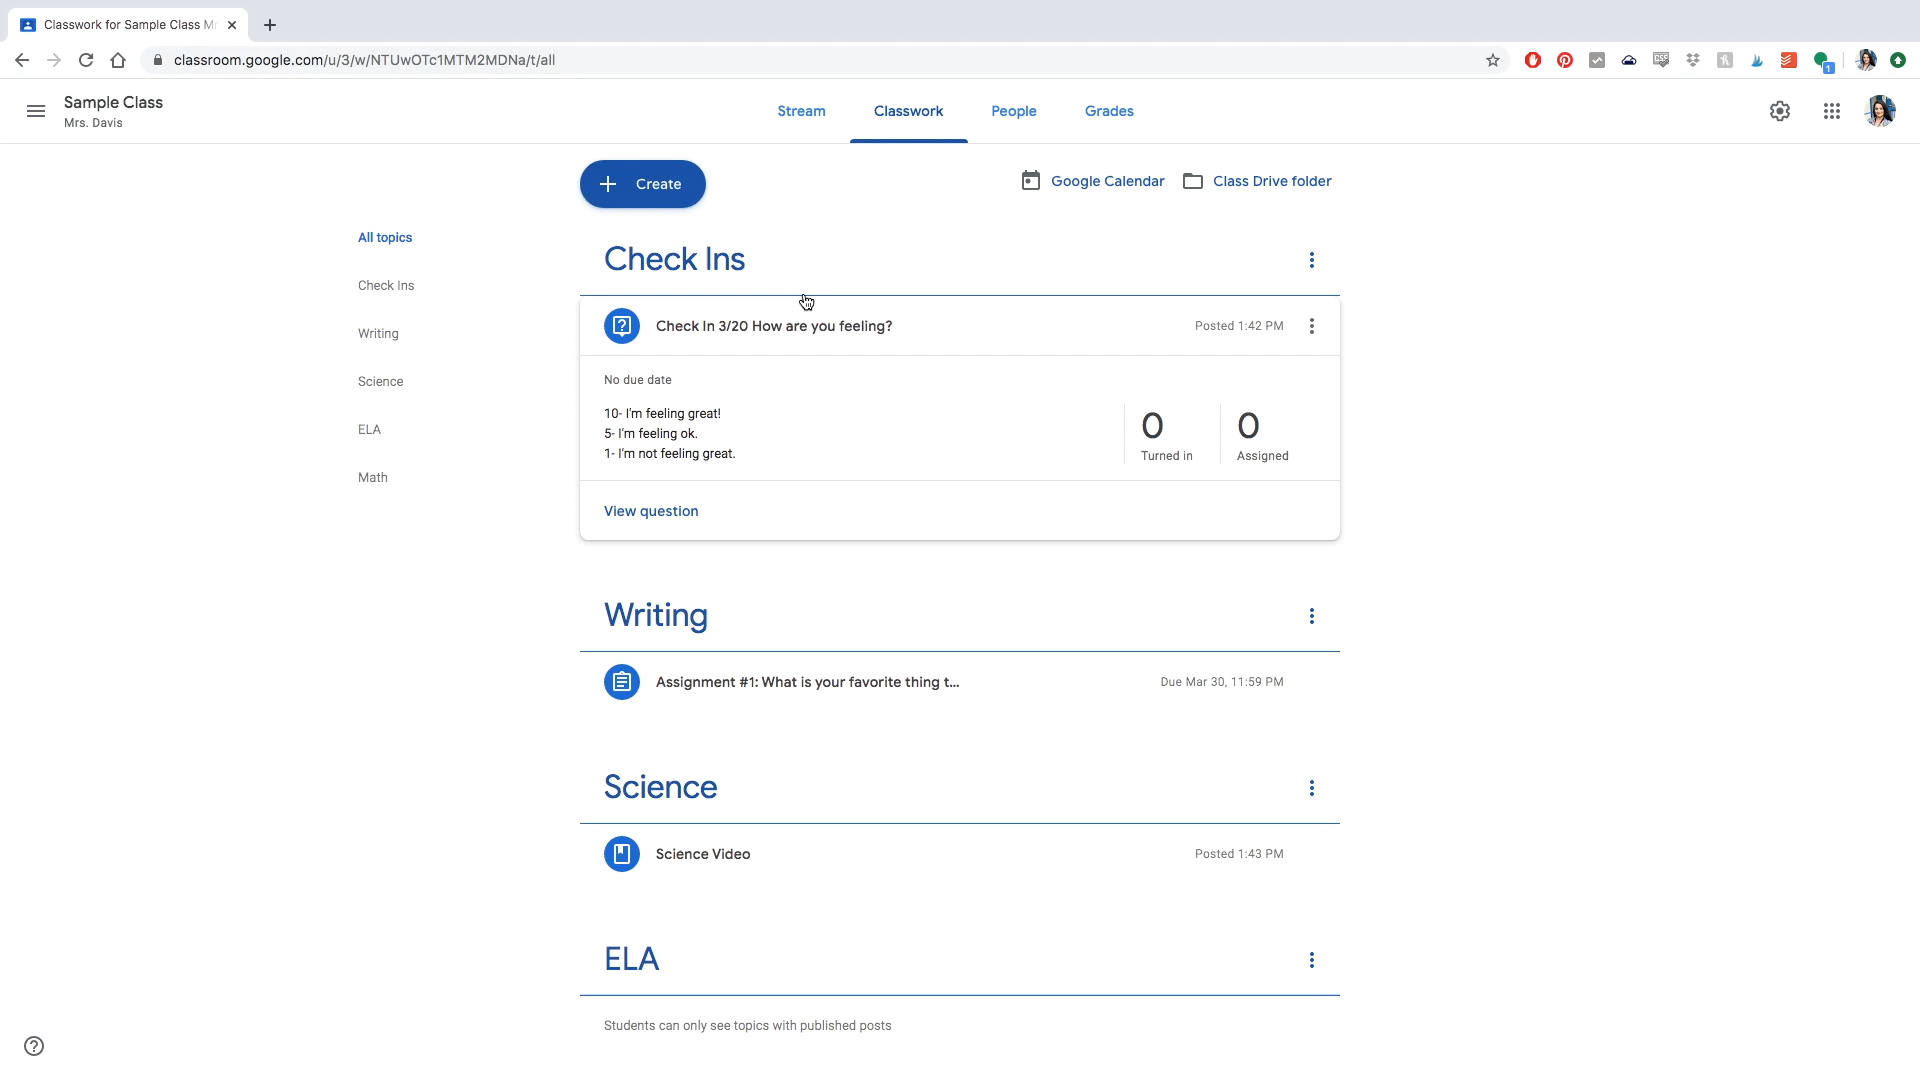 Classwork for Sample Class Mr
classroom.google.com/u/3/w/NTUwOTc1MTM2MDNa/t/all
CSS
1
Sample Class
Mrs. Davis
Stream
Classwork
People
Grades
Create
Google Calendar
Class Drive folder
All topics
Check Ins
Writing
Science
ELA
Math
Check Ins
Check In 3/20 How are you feeling?
Posted 1:42 PM
No due date
10- I'm feeling great!
5- I'm feeling ok.
1- I'm not feeling great.
0
Turned in
0
Assigned
View question
Writing
Assignment #1: What is your favorite thing t...
Due Mar 30, 11:59 PM
Science
Science Video
Posted 1:43 PM
ELA
Students can only see topics with published posts